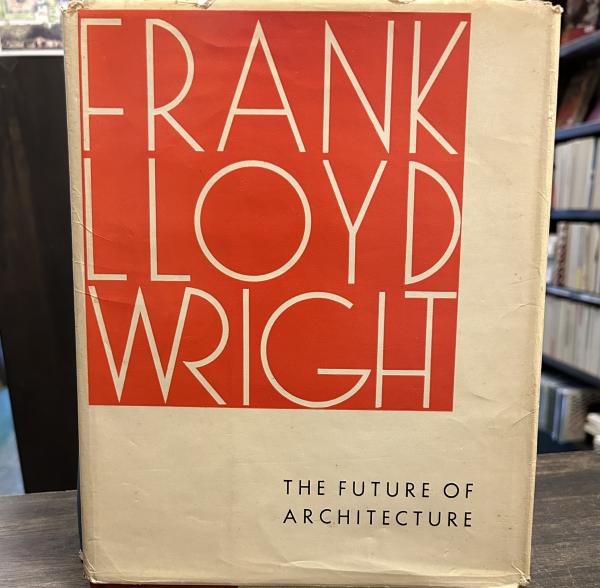 FRANK
LLOYD
WRIGHT
THE FUTURE OF
ARCHITECTURE